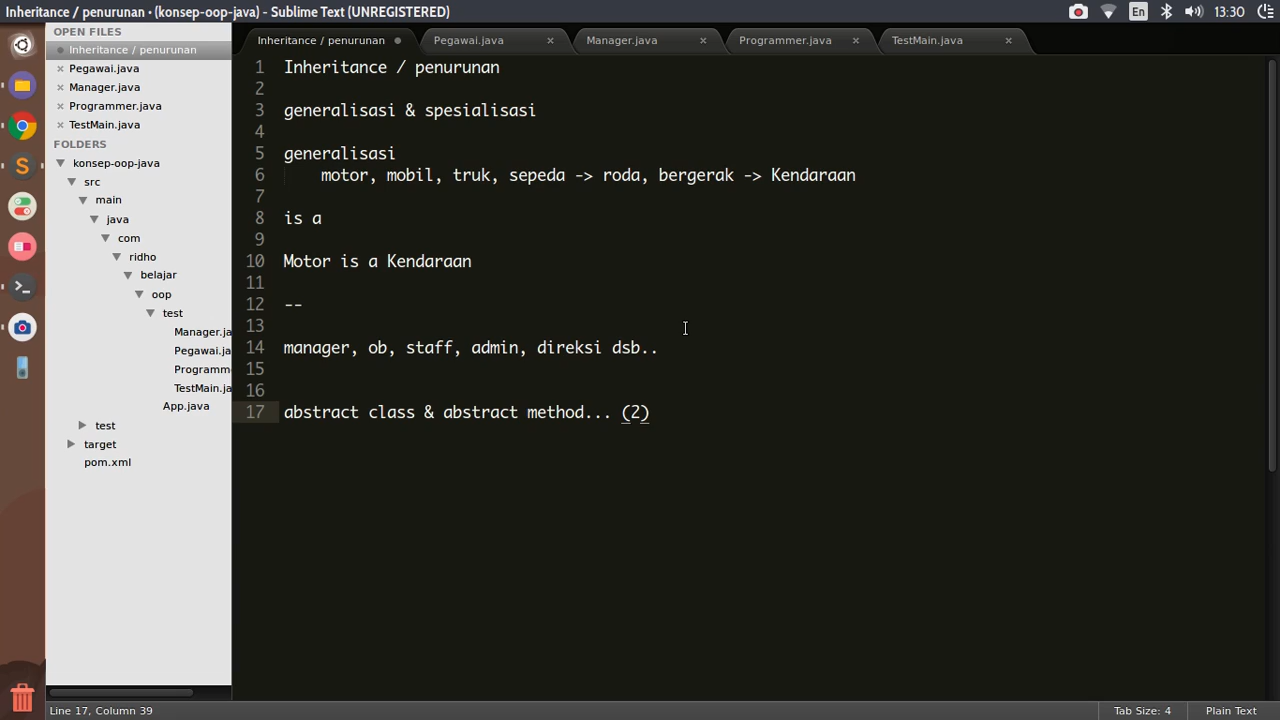 Inheritance / penurunan • (konsep-oop-java) - Sublime Text (UNREGISTERED)
En
13:30
OPEN FILES
Inheritance / penurunan
Pegawai.java
Manager.java
Programmer.java
TestMain.java
FOLDERS
konsep-oop-java
src
main
java
com
ridho
belajar
oop
test
Manager.ja
Pegawai.ja
Programm
TestMain.ja
App.java
test
target
pom.xml
Inheritance / penurunan
Pegawai.java
Manager.java
Programmer.java
TestMain.java
1 Inheritance / penurunan
2
3 generalisasi & spesialisasi
4
5 generalisasi
6 motor, mobil, truk, sepeda -> roda, bergerak -> Kendaraan
7
8 is a
9
10 Motor is a Kendaraan
11
12 --
13
14 manager, ob, staff, admin, direksi dsb..
15
16
17 abstract class & abstract method... (2)
Line 17, Column 39
Tab Size: 4
Plain Text